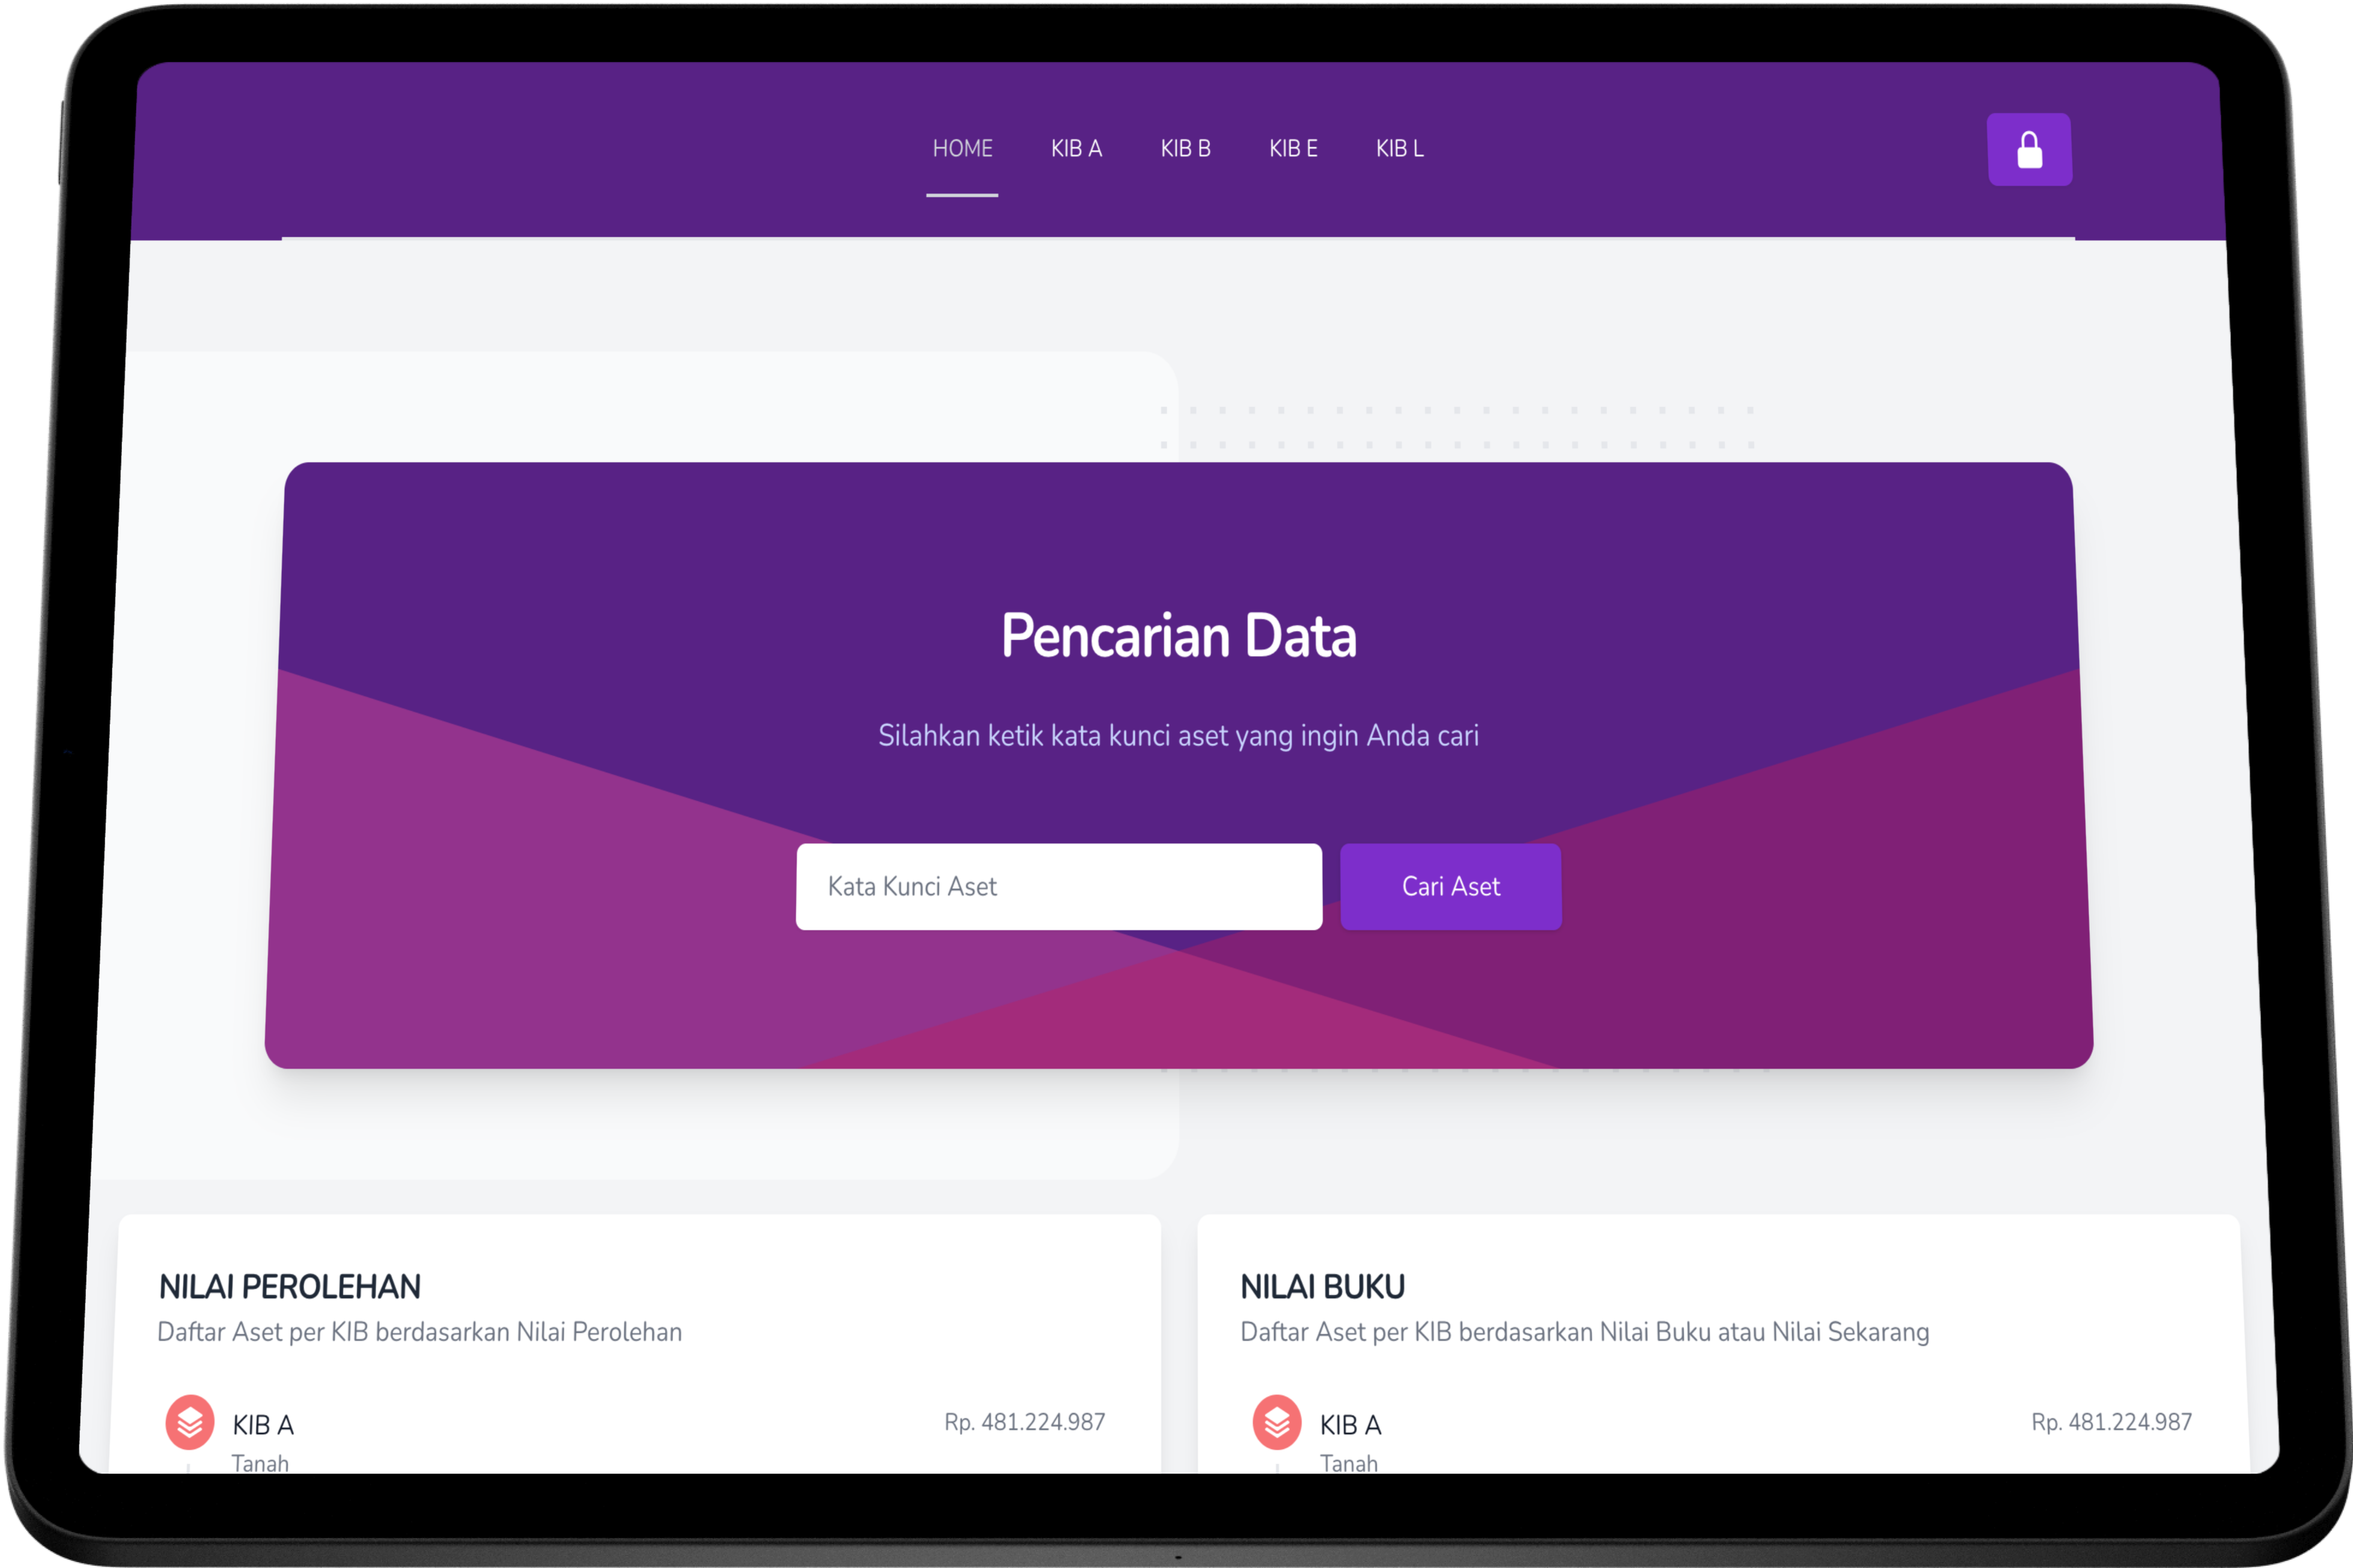 HOME KIB A KIB B KIB E KIB L
Pencarian Data
Silahkan ketik kata kunci aset yang ingin Anda cari
Kata Kunci Aset
Cari Aset
NILAI PEROLEHAN
Daftar Aset per KIB berdasarkan Nilai Perolehan
KIB A
Rp. 481.224.987
Tanah
NILAI BUKU
Daftar Aset per KIB berdasarkan Nilai Buku atau Nilai Sekarang
KIB A
Rp. 481.224.987
Tanah